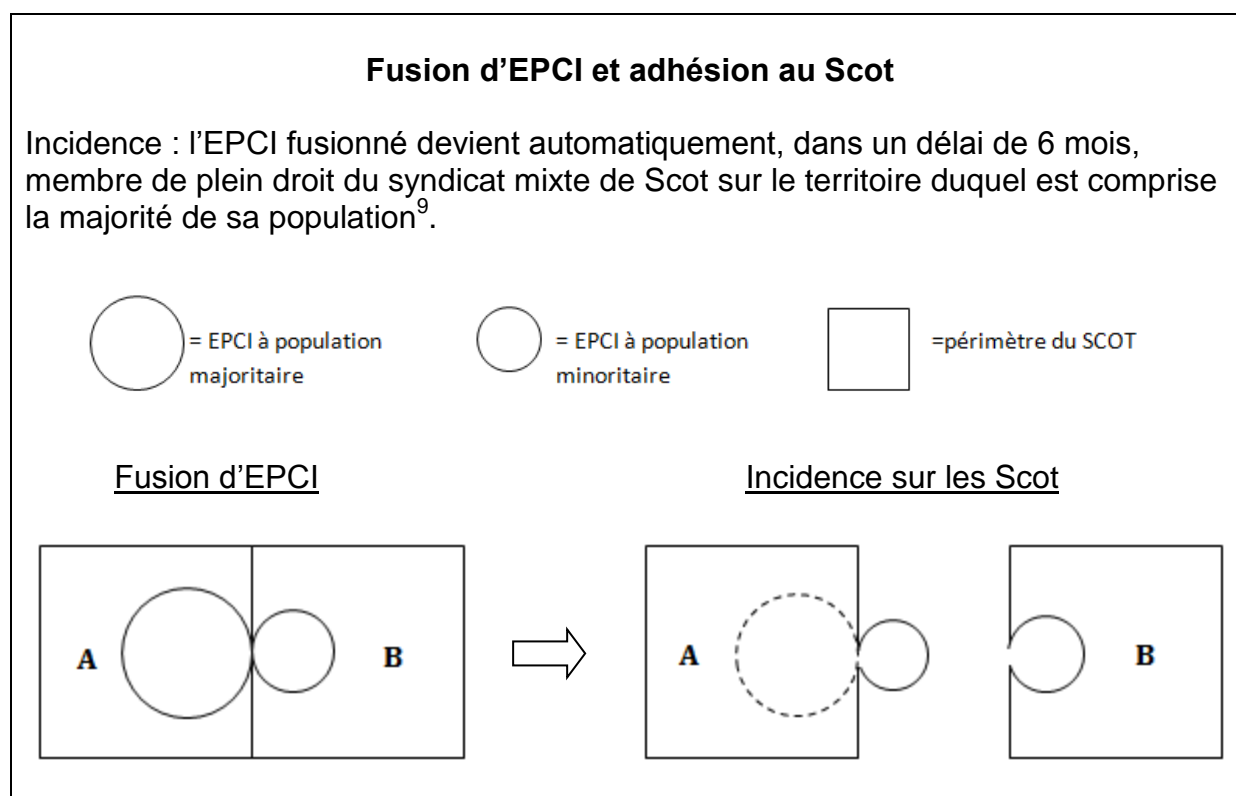 Fusion d’EPCI et adhésion au Scot
Incidence : l’EPCI fusionné devient automatiquement, dans un délai de 6 mois,
membre de plein droit du syndicat mixte de Scot sur le territoire duquel est comprise
la majorité de sa population9.
= EPCI à population
majoritaire
= EPCI à population
minoritaire
=périmètre du SCOT
Fusion d’EPCI
Incidence sur les Scot
A
B
A
B